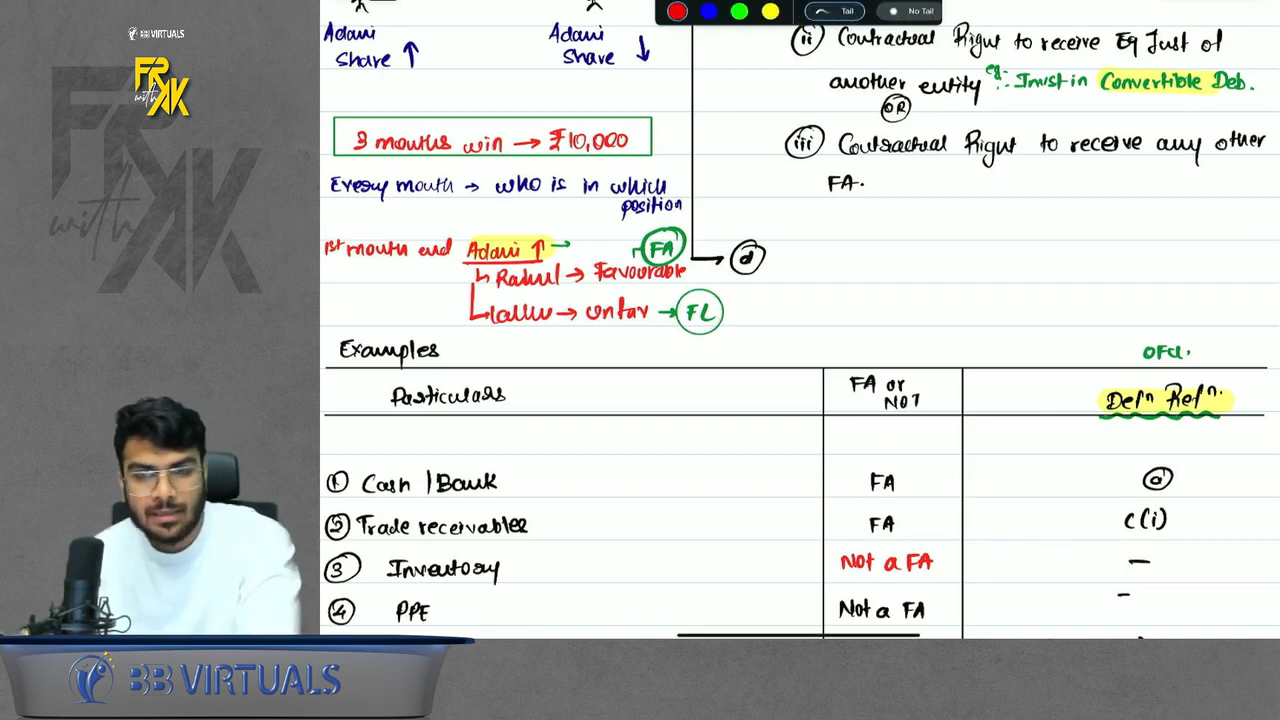 BB VIRTUALS
FR
with
AK
FR
with
AK
Tail
No Tail
Adani
Share ↑
Adani
Share ↓
3 months win → ₹10,000
Every month → who is in which
position
1st month end Adani ↑ →
FA
↳ Rahul → Favourable
↳ Lallu → unfav → FL
(ii) Contractual Right to receive Eq Inst of
another entity eg:- Invst in Convertible Deb.
OR
(iii) Contractual Right to receive any other
FA.
→ (d)
Examples
OFA.
Particulars
FA or
NOT
Defn Refn.
① Cash / Bank FA (a)
② Trade receivables FA c(i)
③ Inventory Not a FA —
④ PPE Not a FA -
BB VIRTUALS